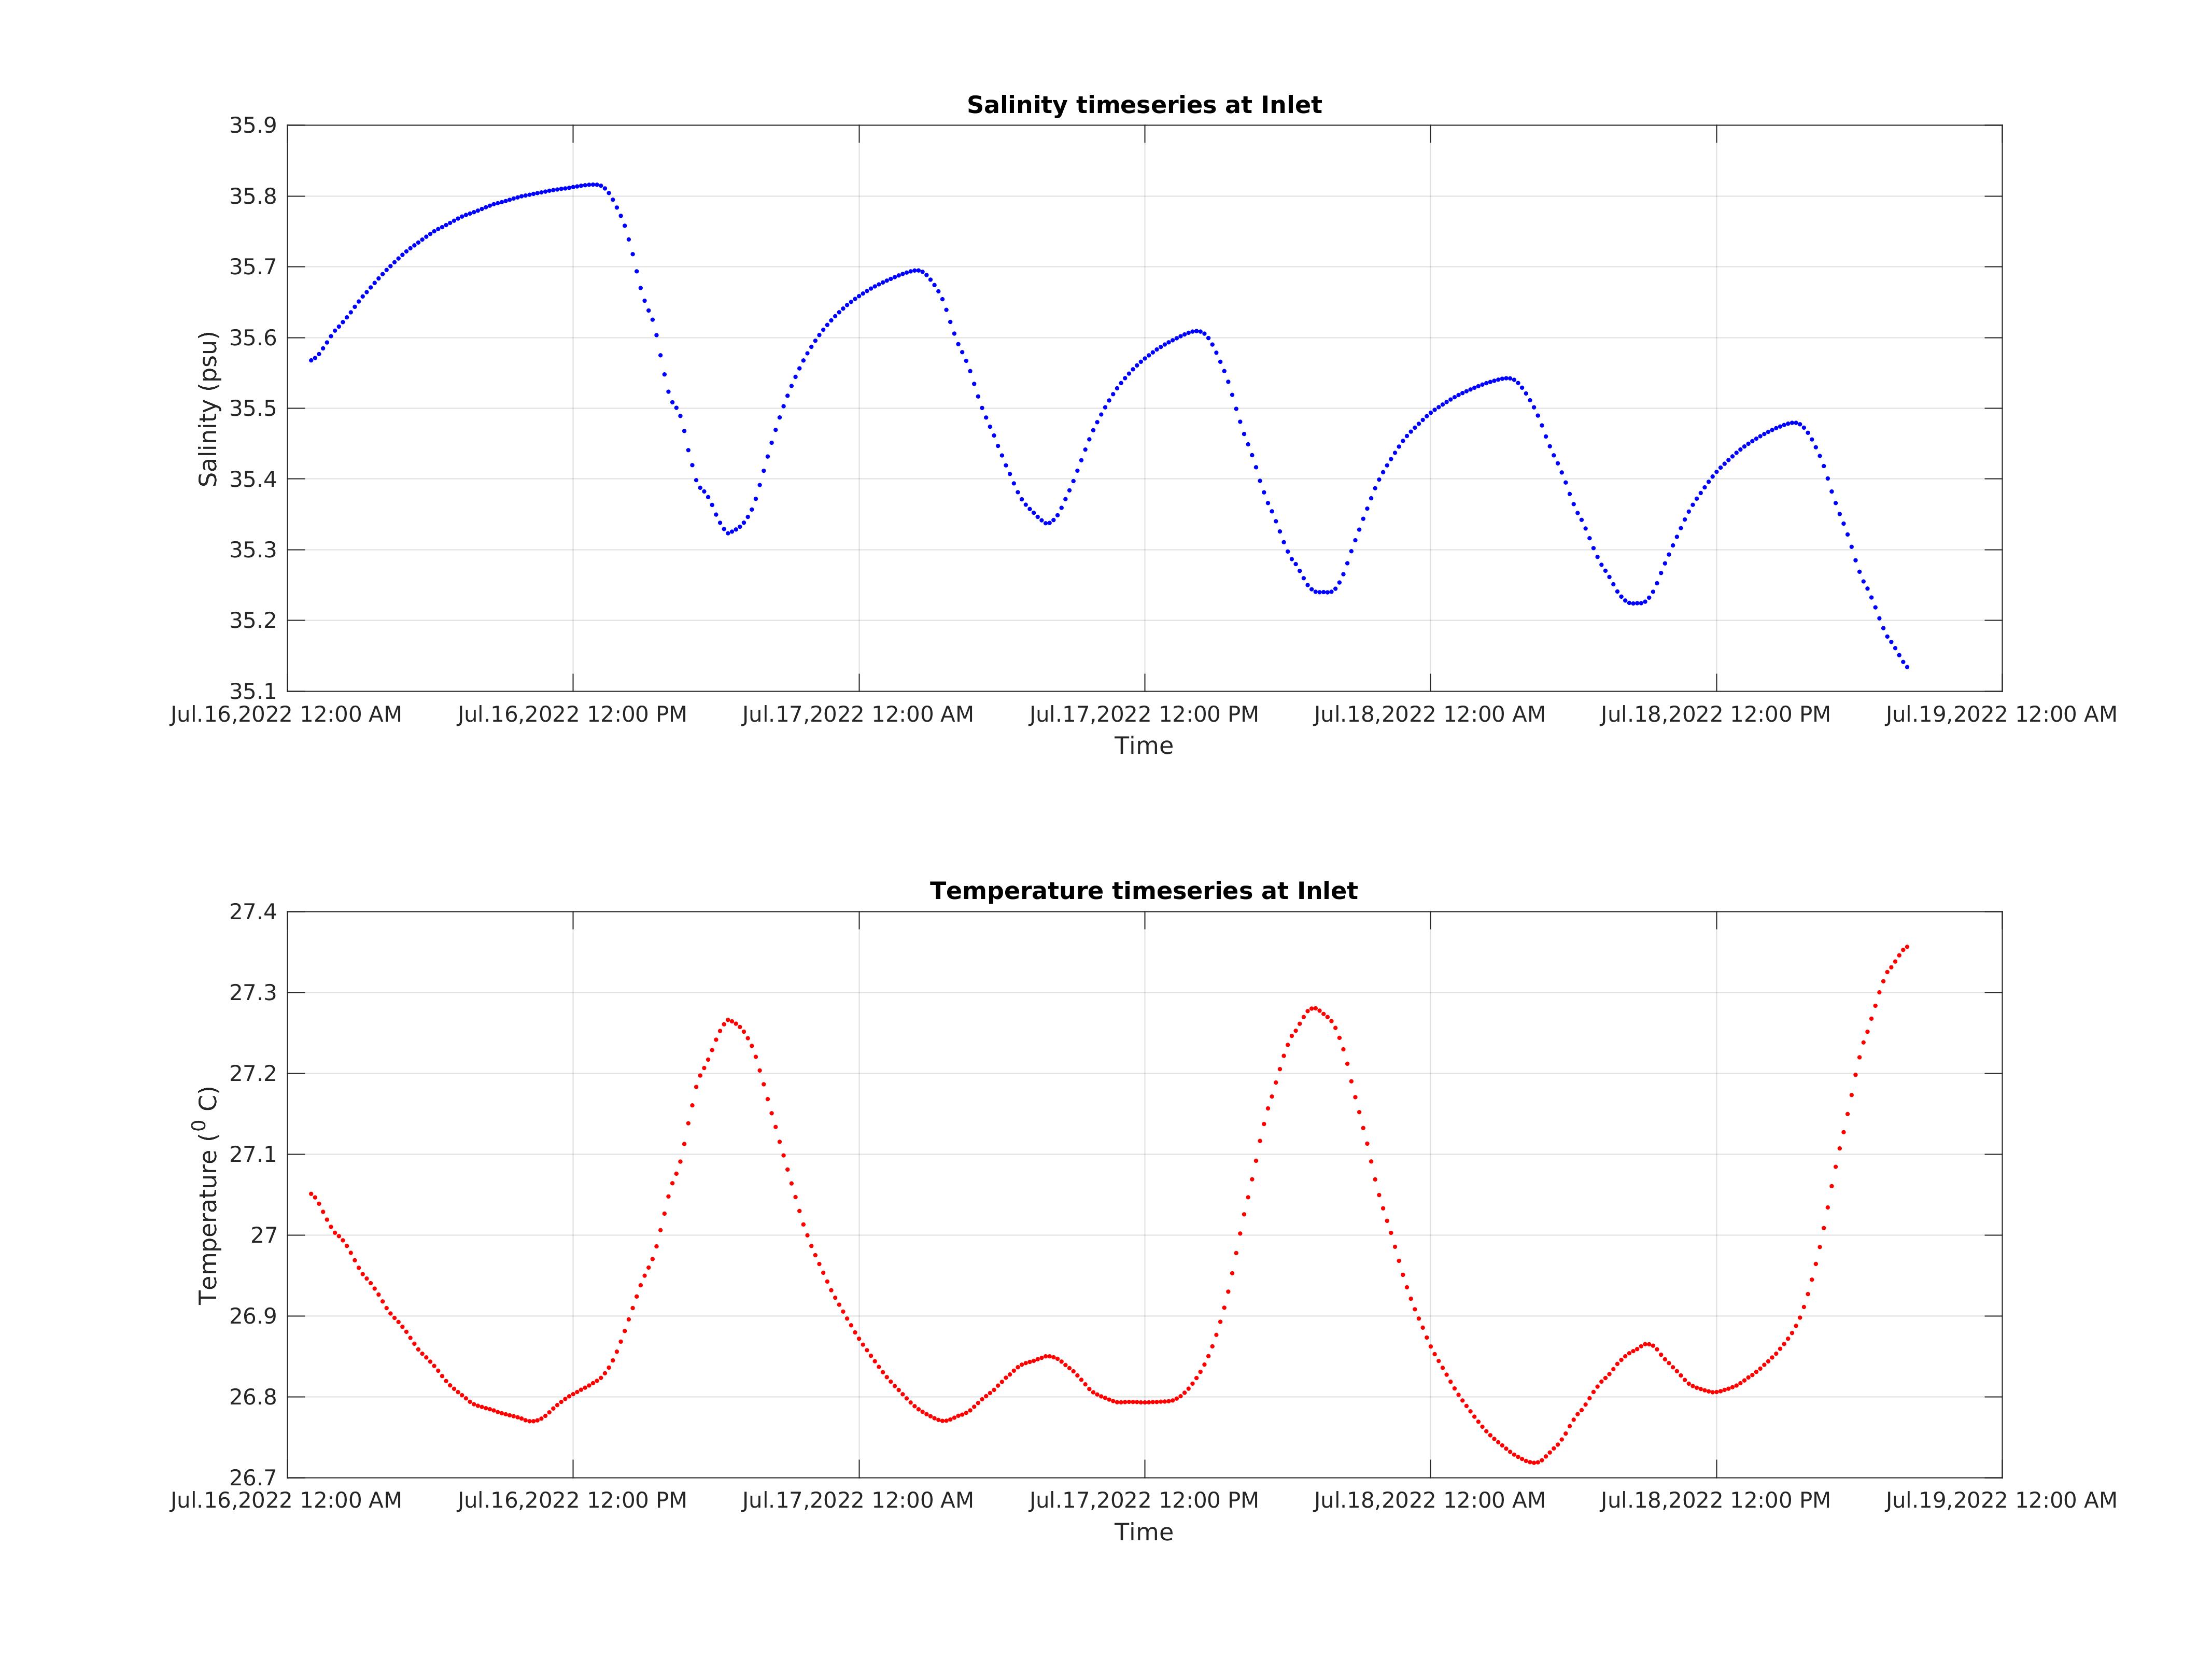 Salinity timeseries at Inlet
35.9
35.8
35.7
35.6
35.5
35.4
35.3
35.2
35.1
Salinity (psu)
Jul.16,2022 12:00 AM Jul.16,2022 12:00 PM Jul.17,2022 12:00 AM Jul.17,2022 12:00 PM Jul.18,2022 12:00 AM Jul.18,2022 12:00 PM Jul.19,2022 12:00 AM
Time
Temperature timeseries at Inlet
27.4
27.3
27.2
27.1
27
26.9
26.8
26.7
Temperature (⁰ C)
Jul.16,2022 12:00 AM Jul.16,2022 12:00 PM Jul.17,2022 12:00 AM Jul.17,2022 12:00 PM Jul.18,2022 12:00 AM Jul.18,2022 12:00 PM Jul.19,2022 12:00 AM
Time